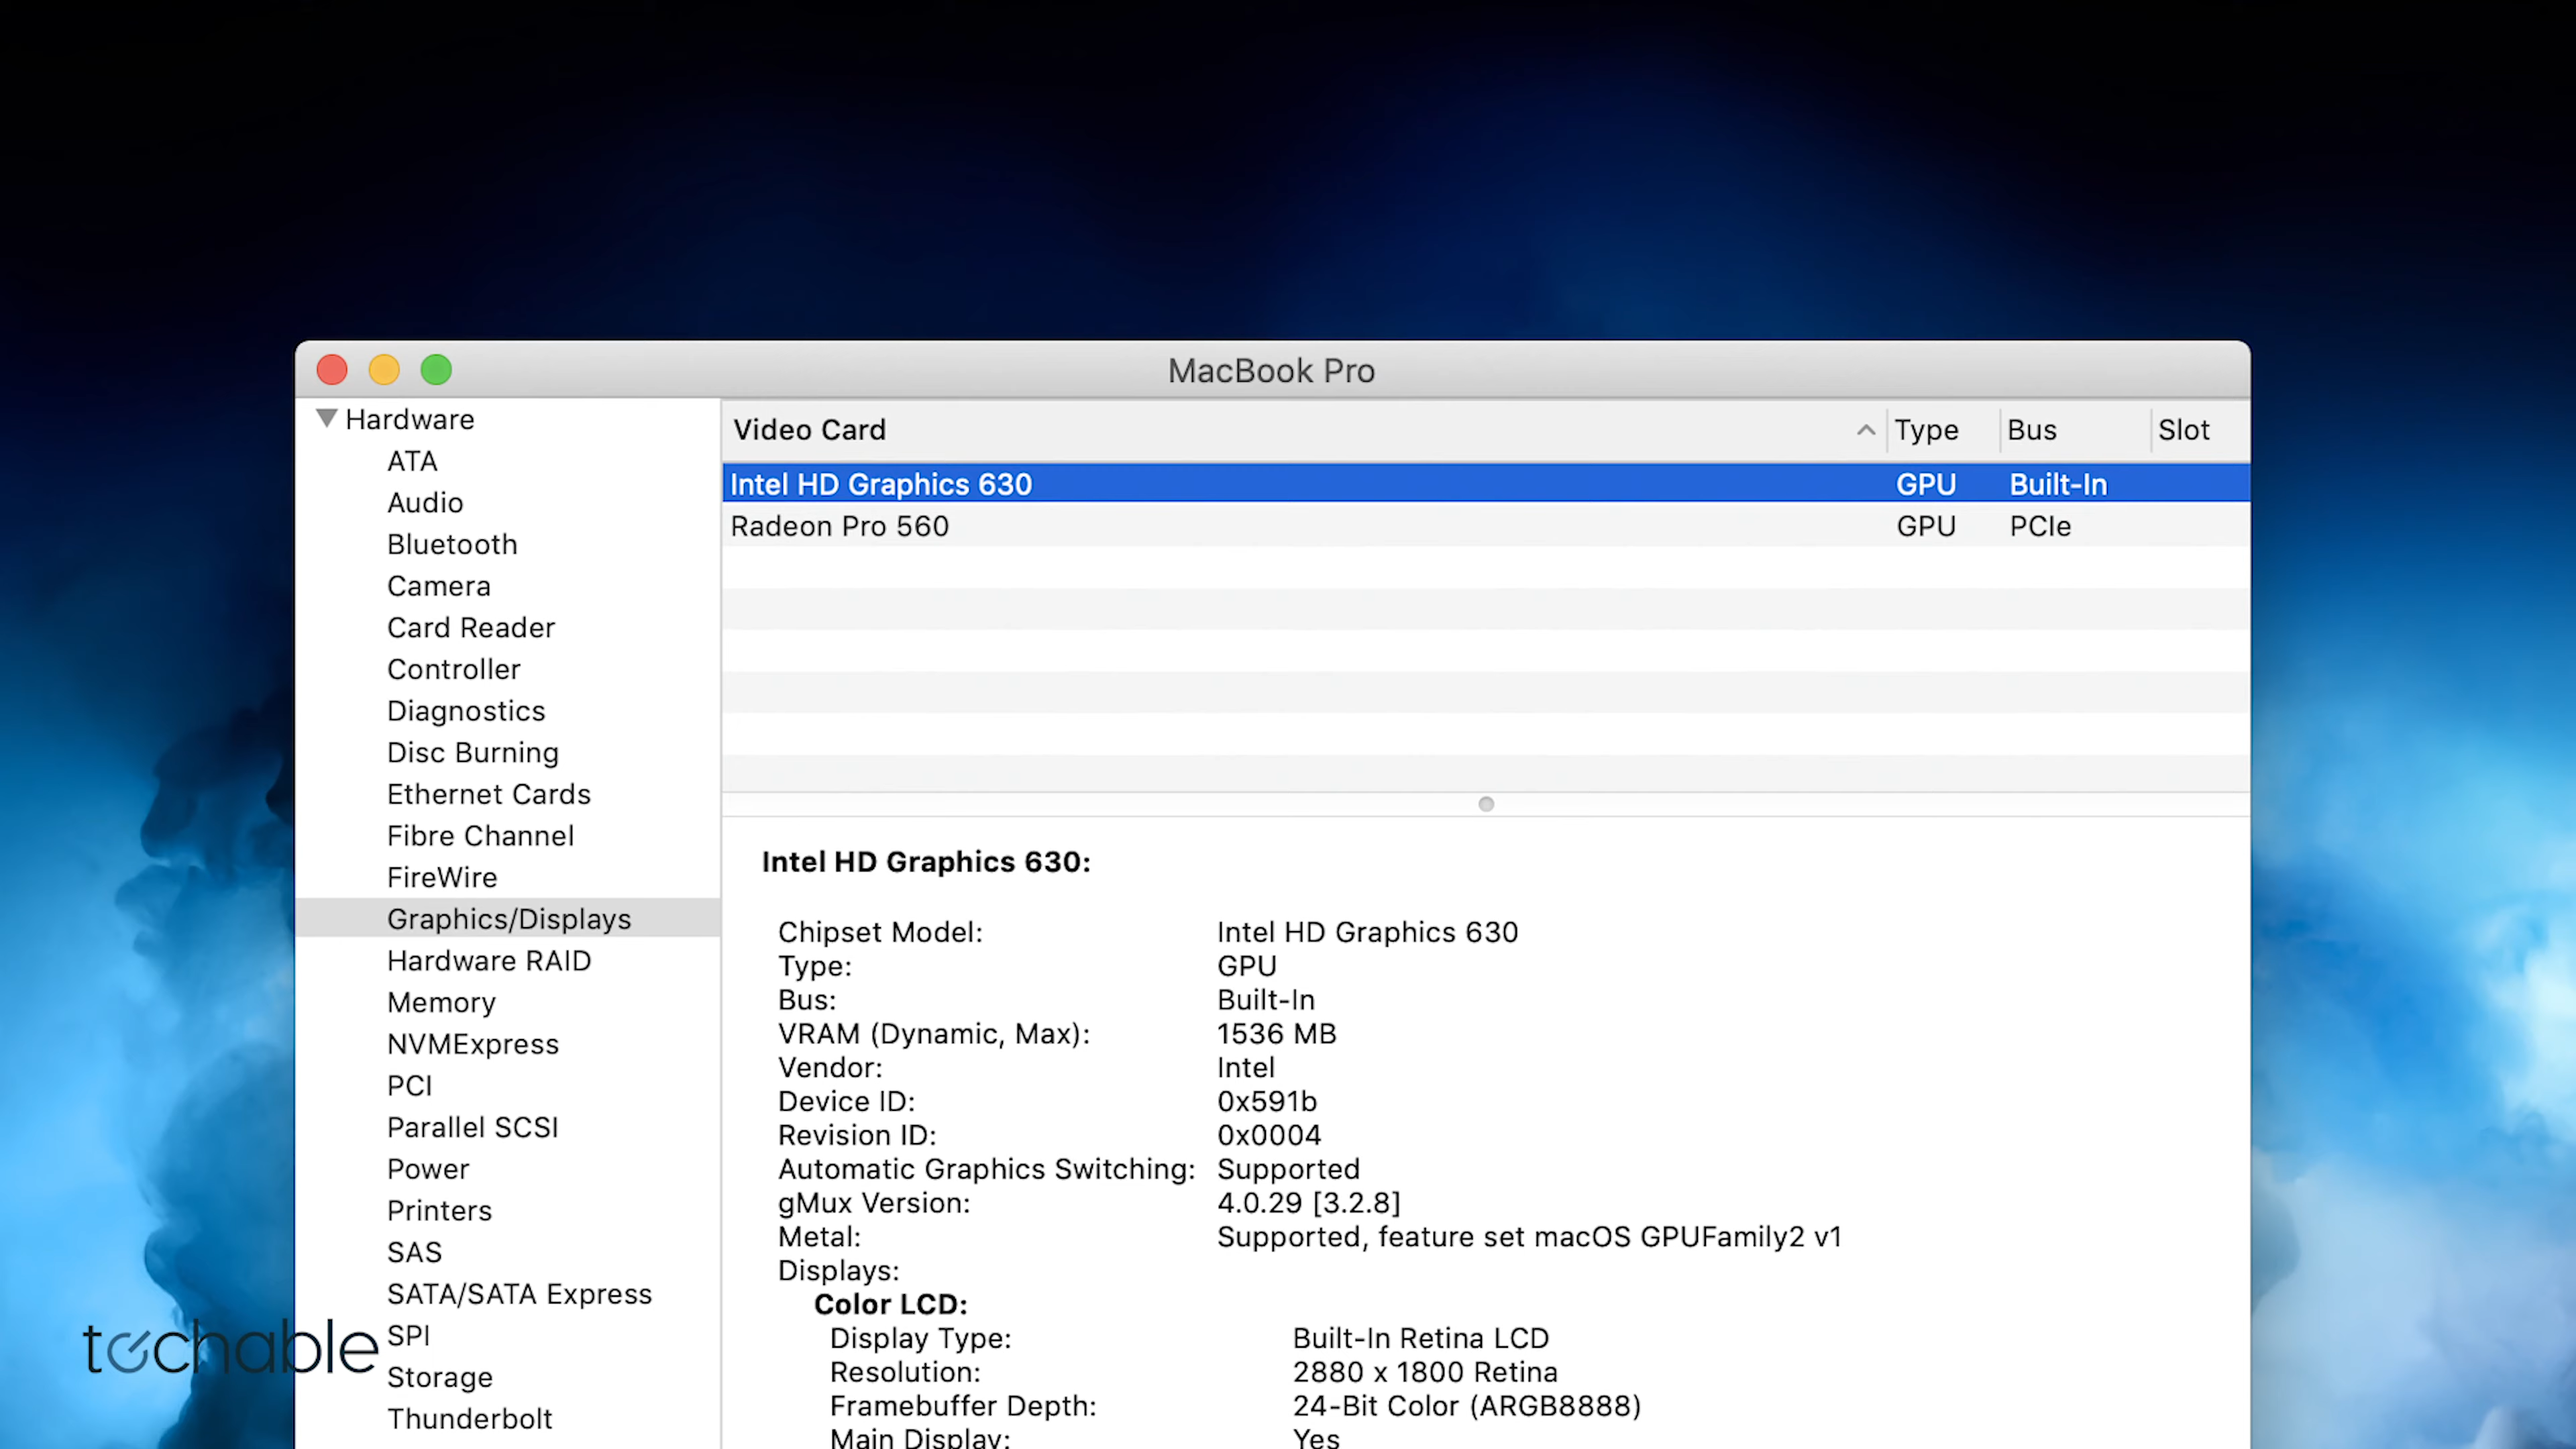 MacBook Pro
Hardware
ATA
Audio
Bluetooth
Camera
Card Reader
Controller
Diagnostics
Disc Burning
Ethernet Cards
Fibre Channel
FireWire
Graphics/Displays
Hardware RAID
Memory
NVMExpress
PCI
Parallel SCSI
Power
Printers
SAS
SATA/SATA Express
SPI
Storage
Thunderbolt
Video Card Type Bus Slot
Intel HD Graphics 630 GPU Built-In
Radeon Pro 560 GPU PCIe
Intel HD Graphics 630:
Chipset Model: Intel HD Graphics 630
Type: GPU
Bus: Built-In
VRAM (Dynamic, Max): 1536 MB
Vendor: Intel
Device ID: 0x591b
Revision ID: 0x0004
Automatic Graphics Switching: Supported
gMux Version: 4.0.29 [3.2.8]
Metal: Supported, feature set macOS GPUFamily2 v1
Displays:
Color LCD:
Display Type: Built-In Retina LCD
Resolution: 2880 x 1800 Retina
Framebuffer Depth: 24-Bit Color (ARGB8888)
Main Display: Yes
techable